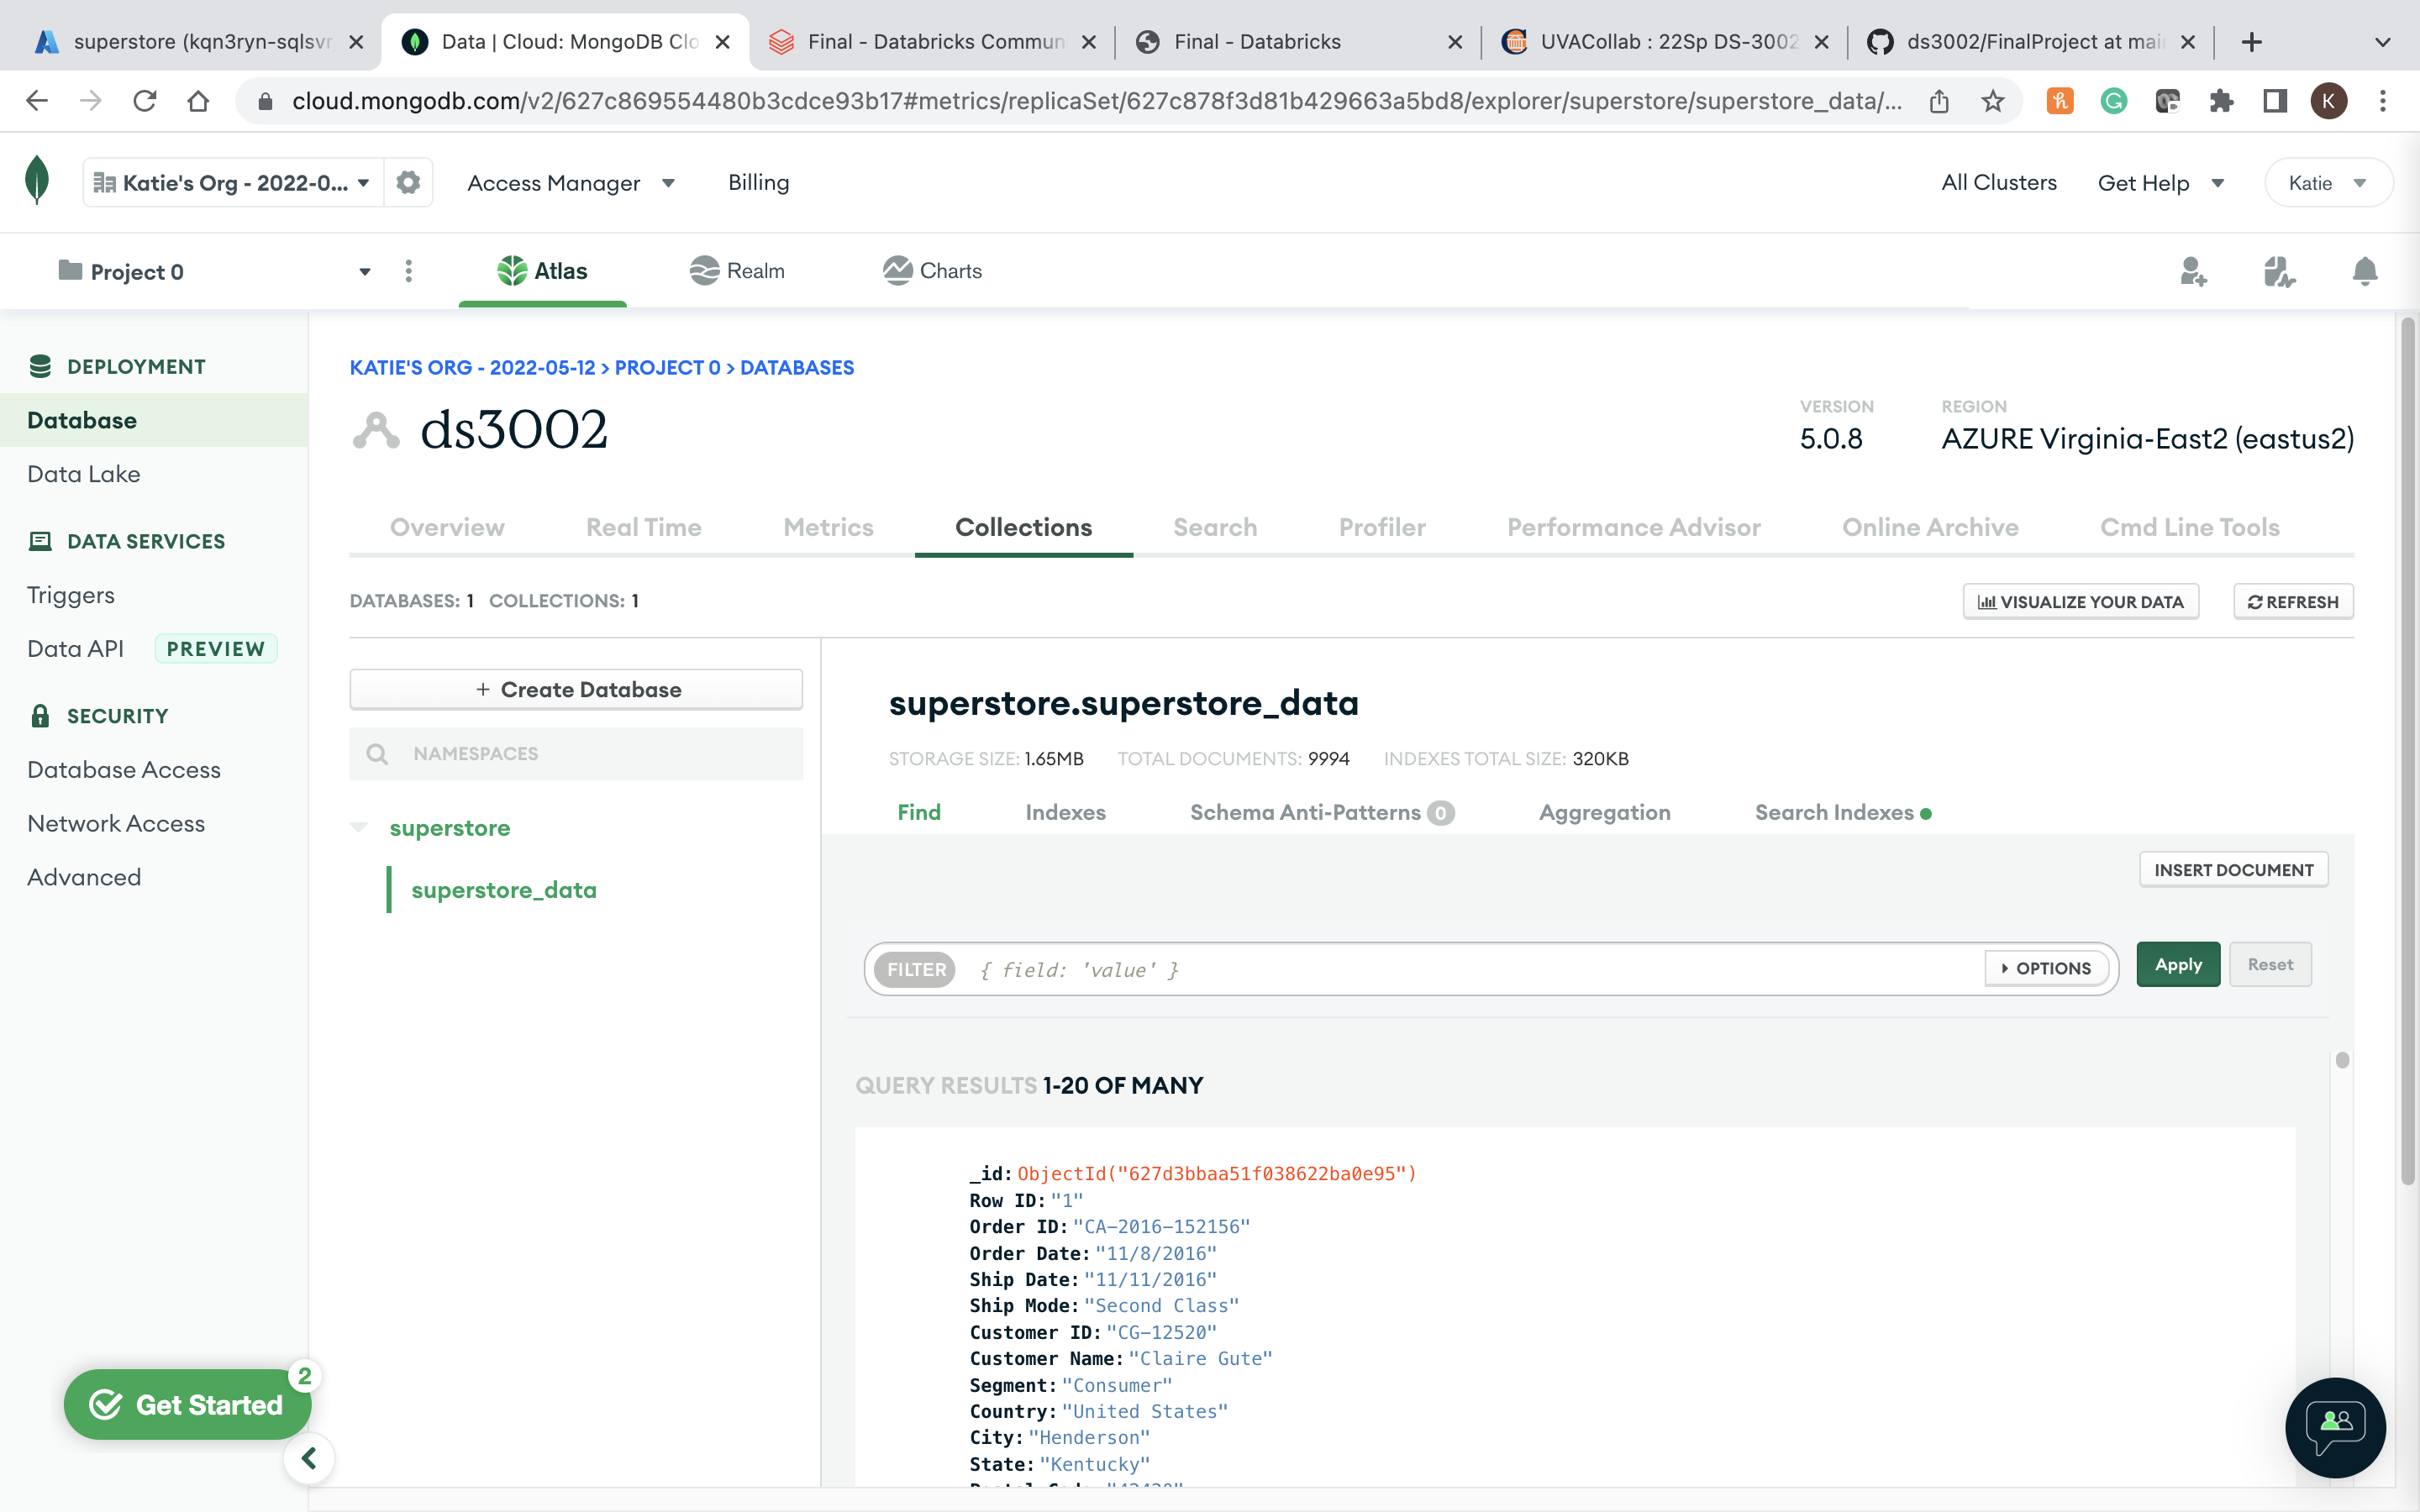 superstore (kqn3ryn-sqlsvr
Data | Cloud: MongoDB Clo
Final - Databricks Commun
Final - Databricks
UVACollab : 22Sp DS-3002
ds3002/FinalProject at mai
cloud.mongodb.com/v2/627c869554480b3cdce93b17#metrics/replicaSet/627c878f3d81b429663a5bd8/explorer/superstore/superstore_data/...
K
Katie's Org - 2022-0...
Access Manager
Billing
All Clusters
Get Help
Katie
Project 0
Atlas
Realm
Charts
DEPLOYMENT
Database
Data Lake
DATA SERVICES
Triggers
Data API PREVIEW
SECURITY
Database Access
Network Access
Advanced
Get Started
2
KATIE'S ORG - 2022-05-12 > PROJECT 0 > DATABASES
ds3002
VERSION
5.0.8
REGION
AZURE Virginia-East2 (eastus2)
Overview
Real Time
Metrics
Collections
Search
Profiler
Performance Advisor
Online Archive
Cmd Line Tools
DATABASES: 1 COLLECTIONS: 1
VISUALIZE YOUR DATA
REFRESH
+ Create Database
NAMESPACES
superstore
superstore_data
superstore.superstore_data
STORAGE SIZE: 1.65MB TOTAL DOCUMENTS: 9994 INDEXES TOTAL SIZE: 320KB
Find
Indexes
Schema Anti-Patterns 0
Aggregation
Search Indexes
INSERT DOCUMENT
FILTER { field: 'value' }
OPTIONS
Apply
Reset
QUERY RESULTS 1-20 OF MANY
_id: ObjectId("627d3bbaa51f038622ba0e95")
Row ID: "1"
Order ID: "CA-2016-152156"
Order Date: "11/8/2016"
Ship Date: "11/11/2016"
Ship Mode: "Second Class"
Customer ID: "CG-12520"
Customer Name: "Claire Gute"
Segment: "Consumer"
Country: "United States"
City: "Henderson"
State: "Kentucky"